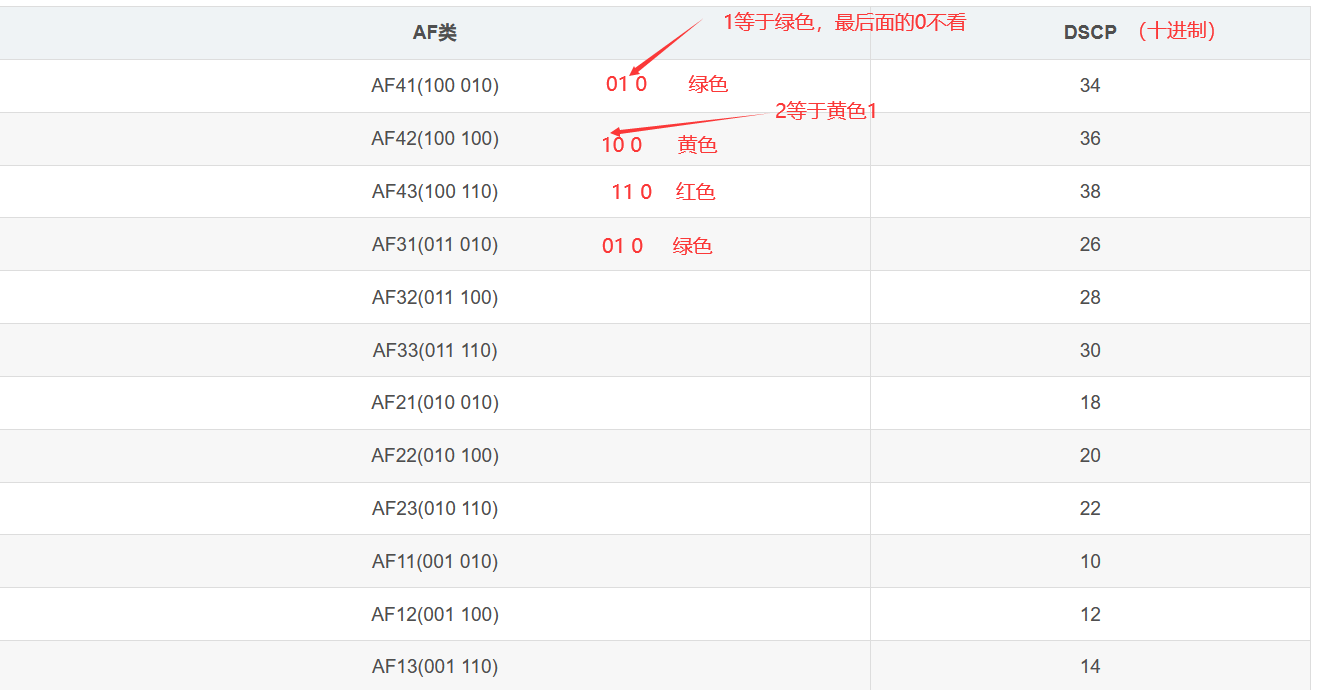 1等于绿色，最后面的0不看
AF类 DSCP （十进制）
AF41(100 010) 01 0 绿色 34
2等于黄色1
AF42(100 100) 10 0 黄色 36
AF43(100 110) 11 0 红色 38
AF31(011 010) 01 0 绿色 26
AF32(011 100) 28
AF33(011 110) 30
AF21(010 010) 18
AF22(010 100) 20
AF23(010 110) 22
AF11(001 010) 10
AF12(001 100) 12
AF13(001 110) 14